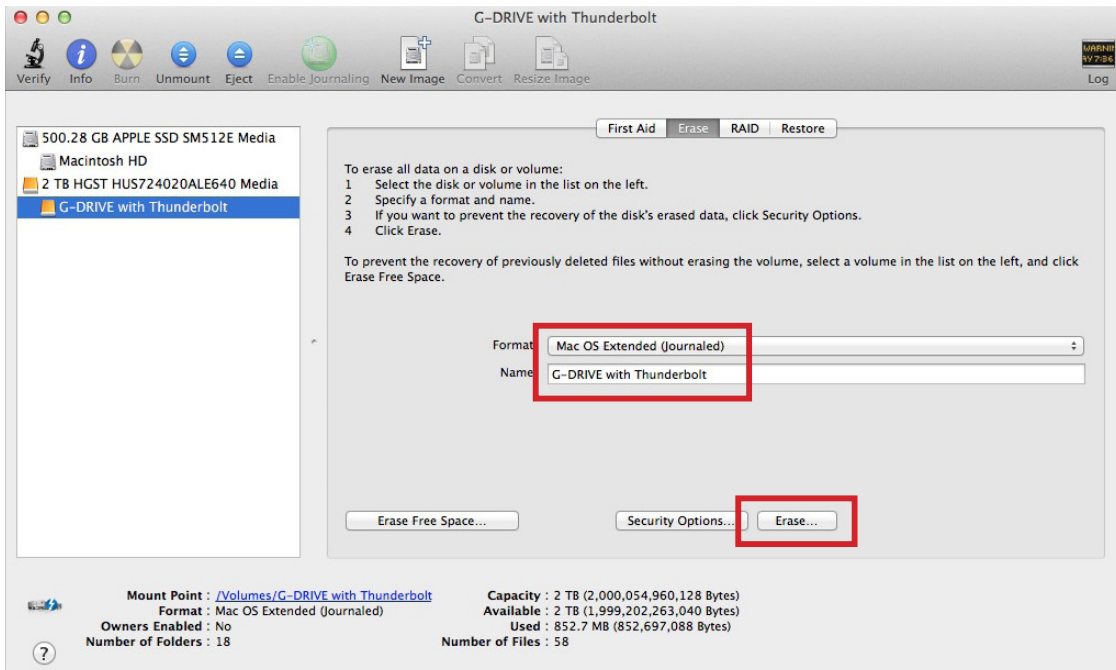 G-DRIVE with Thunderbolt
Verify Info Burn Unmount Eject Enable Journaling New Image Convert Resize Image Log
500.28 GB APPLE SSD SM512E Media
Macintosh HD
2 TB HGST HUS724020ALE640 Media
G-DRIVE with Thunderbolt
First Aid Erase RAID Restore
To erase all data on a disk or volume:
1 Select the disk or volume in the list on the left.
2 Specify a format and name.
3 If you want to prevent the recovery of the disk's erased data, click Security Options.
4 Click Erase.
To prevent the recovery of previously deleted files without erasing the volume, select a volume in the list on the left, and click
Erase Free Space.
Format Mac OS Extended (Journaled)
Name G-DRIVE with Thunderbolt
Erase Free Space... Security Options... Erase...
Mount Point : /Volumes/G-DRIVE with Thunderbolt Capacity : 2 TB (2,000,054,960,128 Bytes)
Format : Mac OS Extended (Journaled) Available : 2 TB (1,999,202,263,040 Bytes)
Owners Enabled : No Used : 852.7 MB (852,697,088 Bytes)
Number of Folders : 18 Number of Files : 58
?